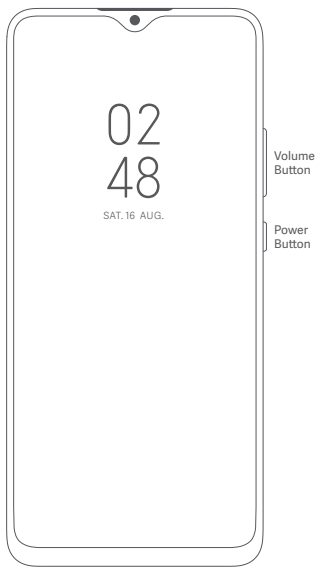 02
48
SAT. 16 AUG.
Volume
Button
Power
Button